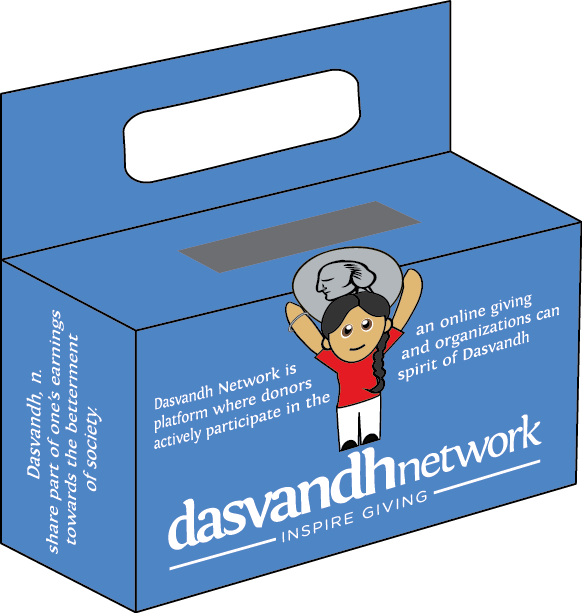 Dasvandh, n.
share part of one's earnings
towards the betterment
of society.
Dasvandh Network is an online giving
platform where donors and organizations can
actively participate in the spirit of Dasvandh
dasvandhnetwork
INSPIRE GIVING